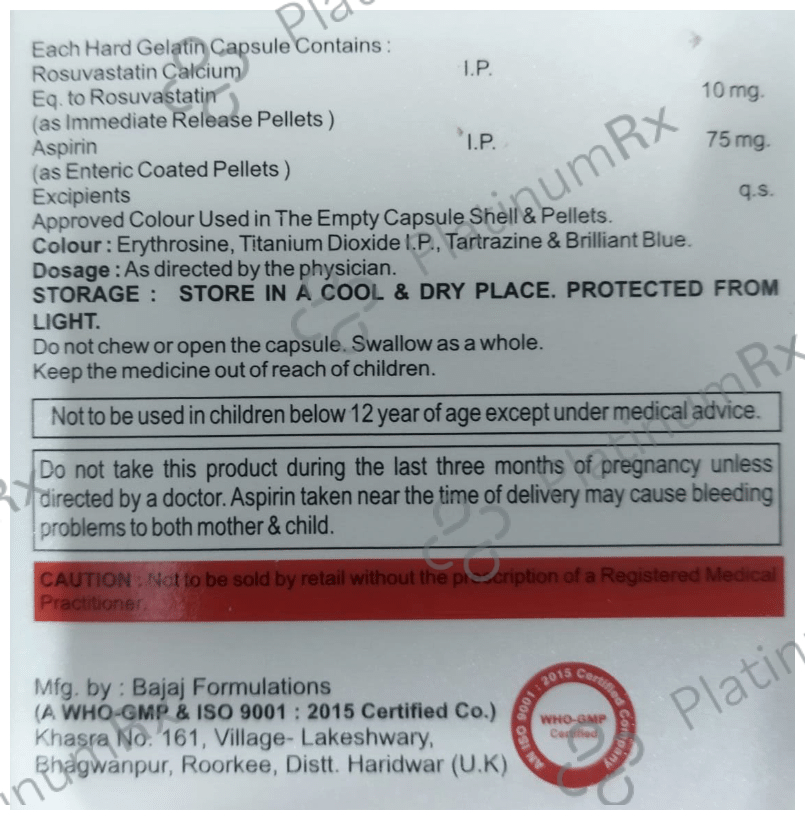 Each Hard Gelatin Capsule Contains :
Rosuvastatin Calcium I.P.
Eq. to Rosuvastatin 10 mg.
(as Immediate Release Pellets )
Aspirin I.P. 75 mg.
(as Enteric Coated Pellets )
Excipients q.s.
Approved Colour Used in The Empty Capsule Shell & Pellets.
Colour : Erythrosine, Titanium Dioxide I.P., Tartrazine & Brilliant Blue.
Dosage : As directed by the physician.
STORAGE : STORE IN A COOL & DRY PLACE. PROTECTED FROM
LIGHT.
Do not chew or open the capsule. Swallow as a whole.
Keep the medicine out of reach of children.
Not to be used in children below 12 year of age except under medical advice.
Do not take this product during the last three months of pregnancy unless
directed by a doctor. Aspirin taken near the time of delivery may cause bleeding
problems to both mother & child.
CAUTION : Not to be sold by retail without the prescription of a Registered Medical
Practitioner.
Mfg. by : Bajaj Formulations
(A WHO-GMP & ISO 9001 : 2015 Certified Co.)
Khasra No. 161, Village- Lakeshwary,
Bhagwanpur, Roorkee, Distt. Haridwar (U.K)
AN ISO 9001 : 2015 Certified Company
WHO-GMP
Certified
PlatinumRx
PlatinumRx
PlatinumRx